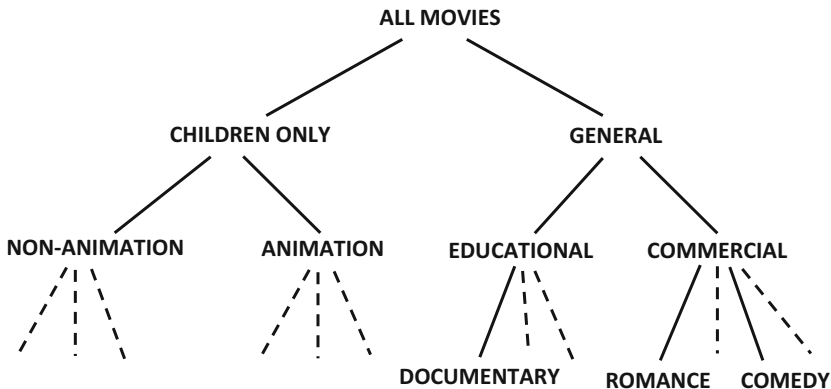 ALL MOVIES
CHILDREN ONLY
GENERAL
NON-ANIMATION
ANIMATION
EDUCATIONAL
COMMERCIAL
DOCUMENTARY
ROMANCE
COMEDY